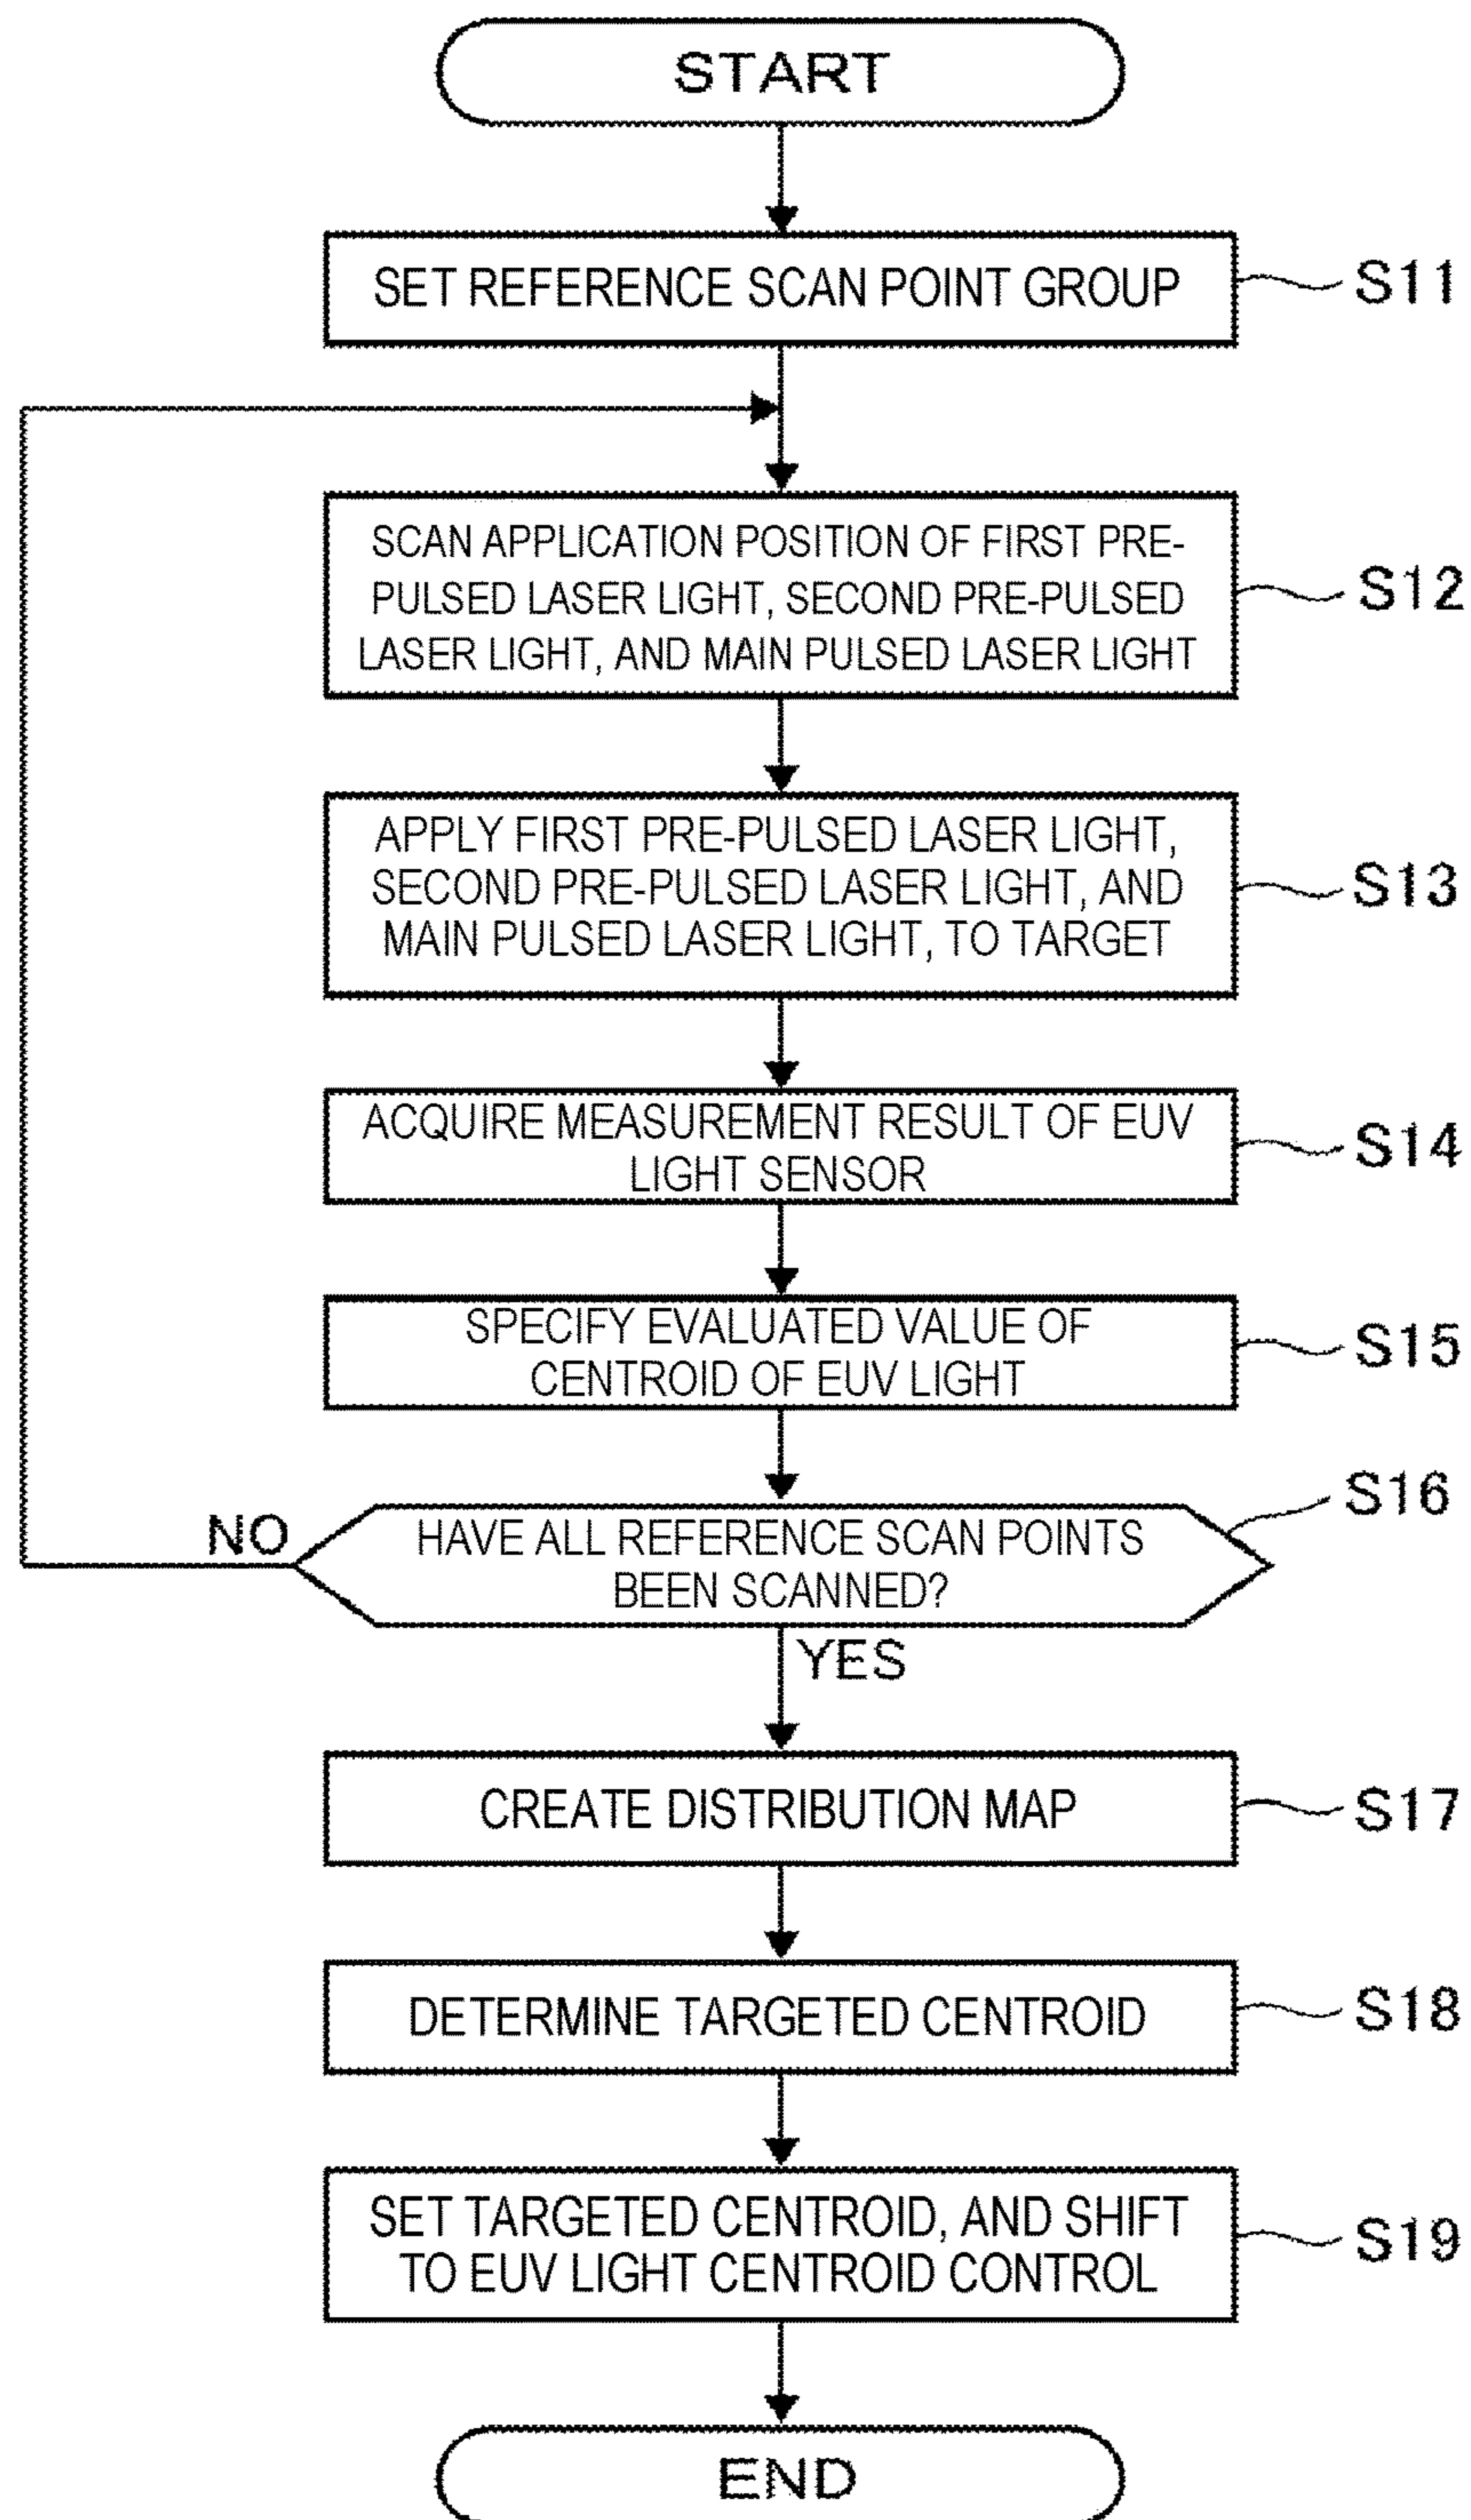 START
SET REFERENCE SCAN POINT GROUP
S11
SCAN APPLICATION POSITION OF FIRST PRE-
PULSED LASER LIGHT, SECOND PRE-PULSED
LASER LIGHT, AND MAIN PULSED LASER LIGHT
S12
APPLY FIRST PRE-PULSED LASER LIGHT,
SECOND PRE-PULSED LASER LIGHT, AND
MAIN PULSED LASER LIGHT, TO TARGET
S13
ACQUIRE MEASUREMENT RESULT OF EUV
LIGHT SENSOR
S14
SPECIFY EVALUATED VALUE OF
CENTROID OF EUV LIGHT
S15
HAVE ALL REFERENCE SCAN POINTS
BEEN SCANNED?
S16
NO
YES
CREATE DISTRIBUTION MAP
S17
DETERMINE TARGETED CENTROID
S18
SET TARGETED CENTROID, AND SHIFT
TO EUV LIGHT CENTROID CONTROL
S19
END